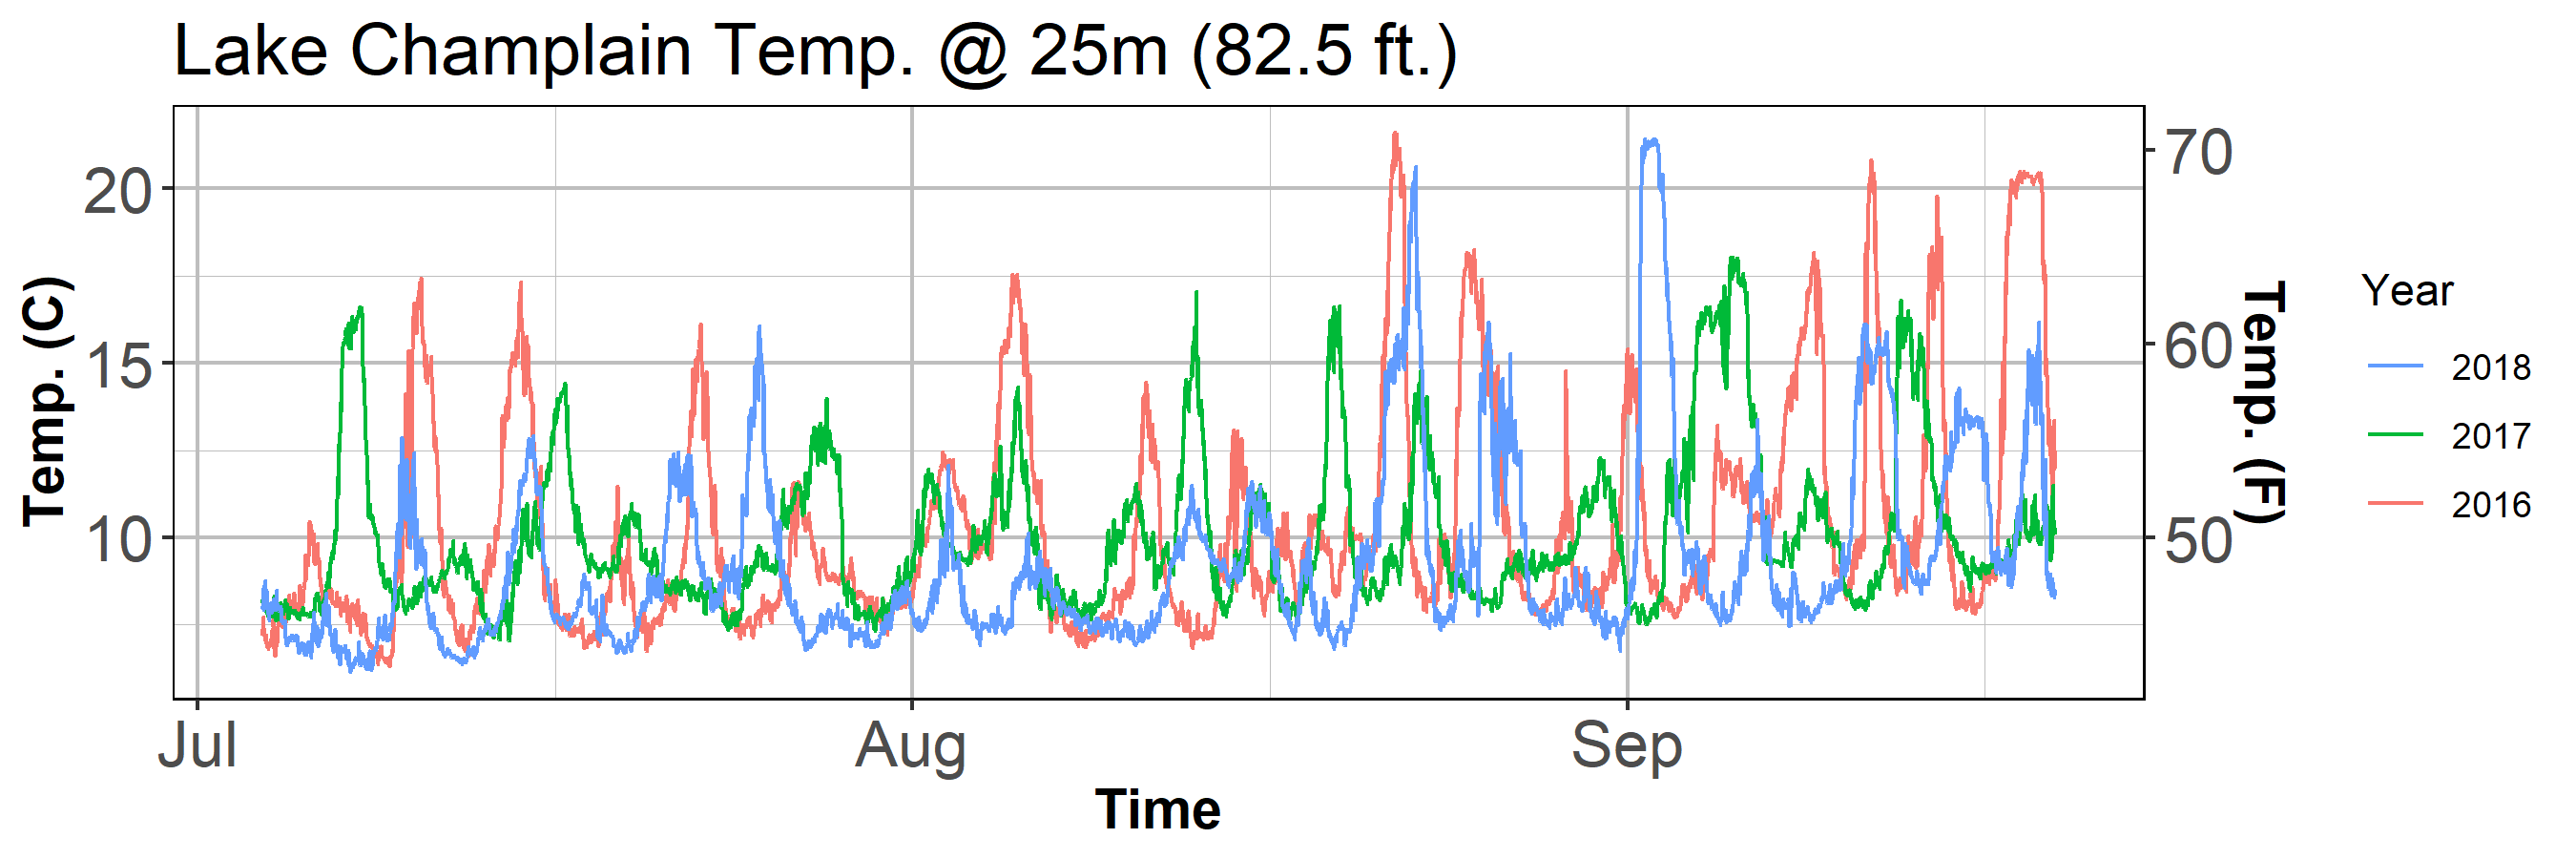 Lake Champlain Temp. @ 25m (82.5 ft.)
Temp. (C)
20
15
10
70
60
50
Temp. (F)
Jul
Aug
Sep
Time
Year
2018
2017
2016